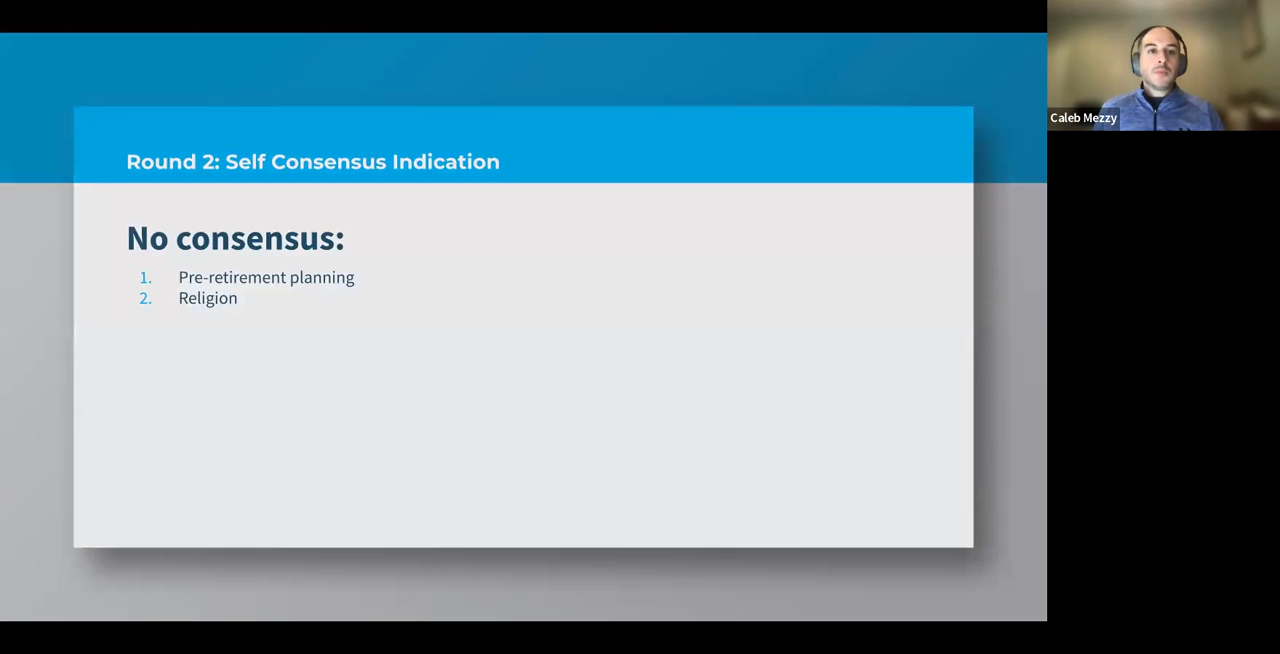 Round 2: Self Consensus Indication
No consensus:
1. Pre-retirement planning
2. Religion
Caleb Mezzy